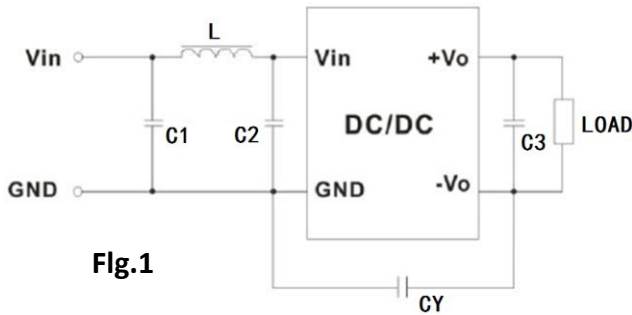 L
Vin
Vin
+Vo
C1
C2
DC/DC
C3
LOAD
GND
GND
-Vo
Flg.1
CY